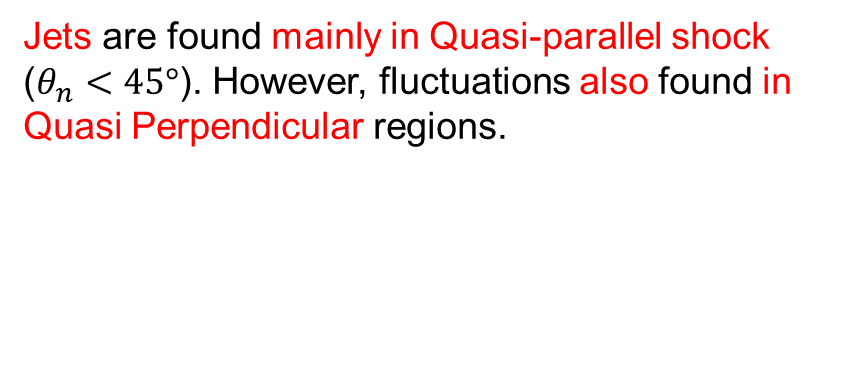 Jets are found mainly in Quasi-parallel shock
(θₙ < 45°). However, fluctuations also found in
Quasi Perpendicular regions.